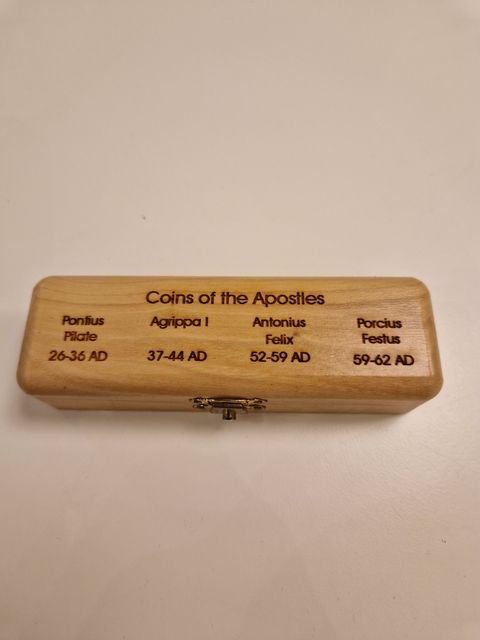 Coins of the Apostles
Pontius
Pilate
26-36 AD
Agrippa I
37-44 AD
Antonius
Felix
52-59 AD
Porcius
Festus
59-62 AD